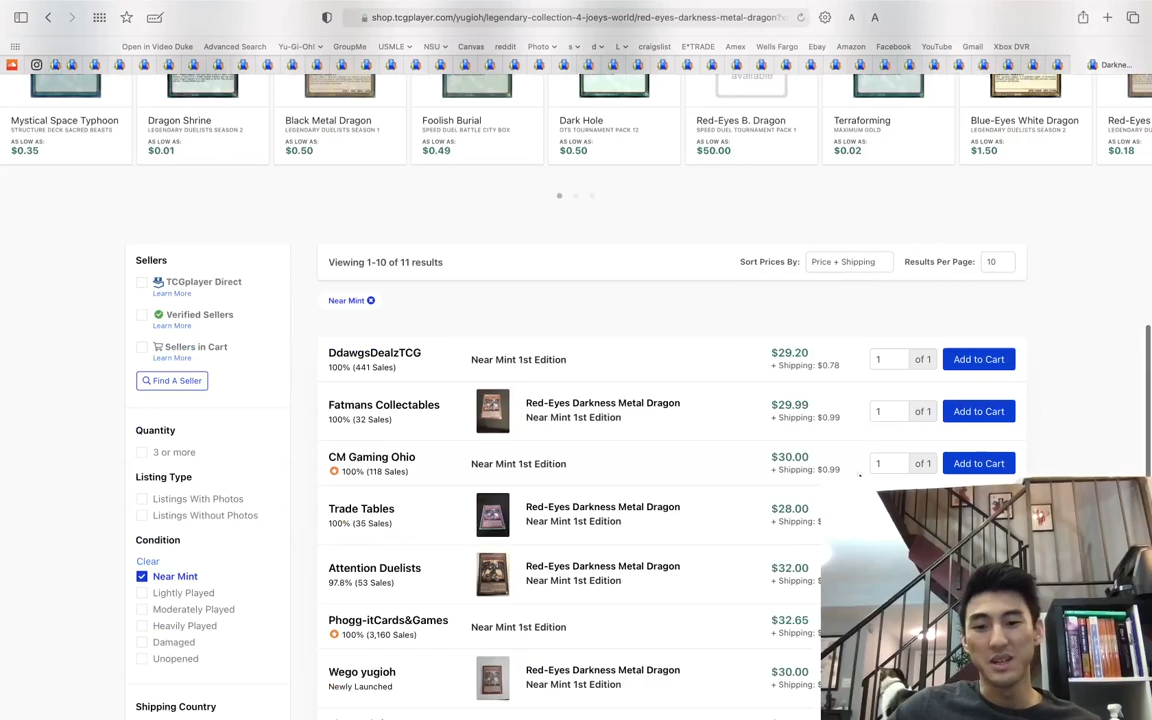 shop.tcgplayer.com/yugioh/legendary-collection-4-joeys-world/red-eyes-darkness-metal-dragon?
A
A
Open in Video Duke
Advanced Search
Yu-Gi-Oh!
GroupMe
USMLE
NSU
Canvas
reddit
Photo
s
d
L
craigslist
E*TRADE
Amex
Wells Fargo
Ebay
Amazon
Facebook
YouTube
Gmail
Xbox DVR
Darkne...
available
Mystical Space Typhoon
STRUCTURE DECK SACRED BEASTS
AS LOW AS:
$0.35
Dragon Shrine
LEGENDARY DUELISTS SEASON 2
AS LOW AS:
$0.01
Black Metal Dragon
LEGENDARY DUELISTS SEASON 1
AS LOW AS:
$0.50
Foolish Burial
SPEED DUEL BATTLE CITY BOX
AS LOW AS:
$0.49
Dark Hole
OTS TOURNAMENT PACK 12
AS LOW AS:
$0.50
Red-Eyes B. Dragon
SPEED DUEL TOURNAMENT PACK 1
AS LOW AS:
$50.00
Terraforming
MAXIMUM GOLD
AS LOW AS:
$0.02
Blue-Eyes White Dragon
LEGENDARY DUELISTS SEASON 2
AS LOW AS:
$1.50
Red-Eyes
LEGENDARY DU
AS LOW AS:
$0.18
Sellers
TCGplayer Direct
Learn More
Verified Sellers
Learn More
Sellers in Cart
Learn More
Find A Seller
Quantity
3 or more
Listing Type
Listings With Photos
Listings Without Photos
Condition
Clear
Near Mint
Lightly Played
Moderately Played
Heavily Played
Damaged
Unopened
Shipping Country
Viewing 1-10 of 11 results
Sort Prices By:
Price + Shipping
Results Per Page:
10
Near Mint
DdawgsDealzTCG
100% (441 Sales)
Near Mint 1st Edition
$29.20
+ Shipping: $0.78
1
of 1
Add to Cart
Fatmans Collectables
100% (32 Sales)
Red-Eyes Darkness Metal Dragon
Near Mint 1st Edition
$29.99
+ Shipping: $0.99
1
of 1
Add to Cart
CM Gaming Ohio
100% (118 Sales)
Near Mint 1st Edition
$30.00
+ Shipping: $0.99
1
of 1
Add to Cart
Trade Tables
100% (35 Sales)
Red-Eyes Darkness Metal Dragon
Near Mint 1st Edition
$28.00
+ Shipping: $
Attention Duelists
97.8% (53 Sales)
Red-Eyes Darkness Metal Dragon
Near Mint 1st Edition
$32.00
+ Shipping: $
Phogg-itCards&Games
100% (3,160 Sales)
Near Mint 1st Edition
$32.65
+ Shipping: $
Wego yugioh
Newly Launched
Red-Eyes Darkness Metal Dragon
Near Mint 1st Edition
$30.00
+ Shipping: $